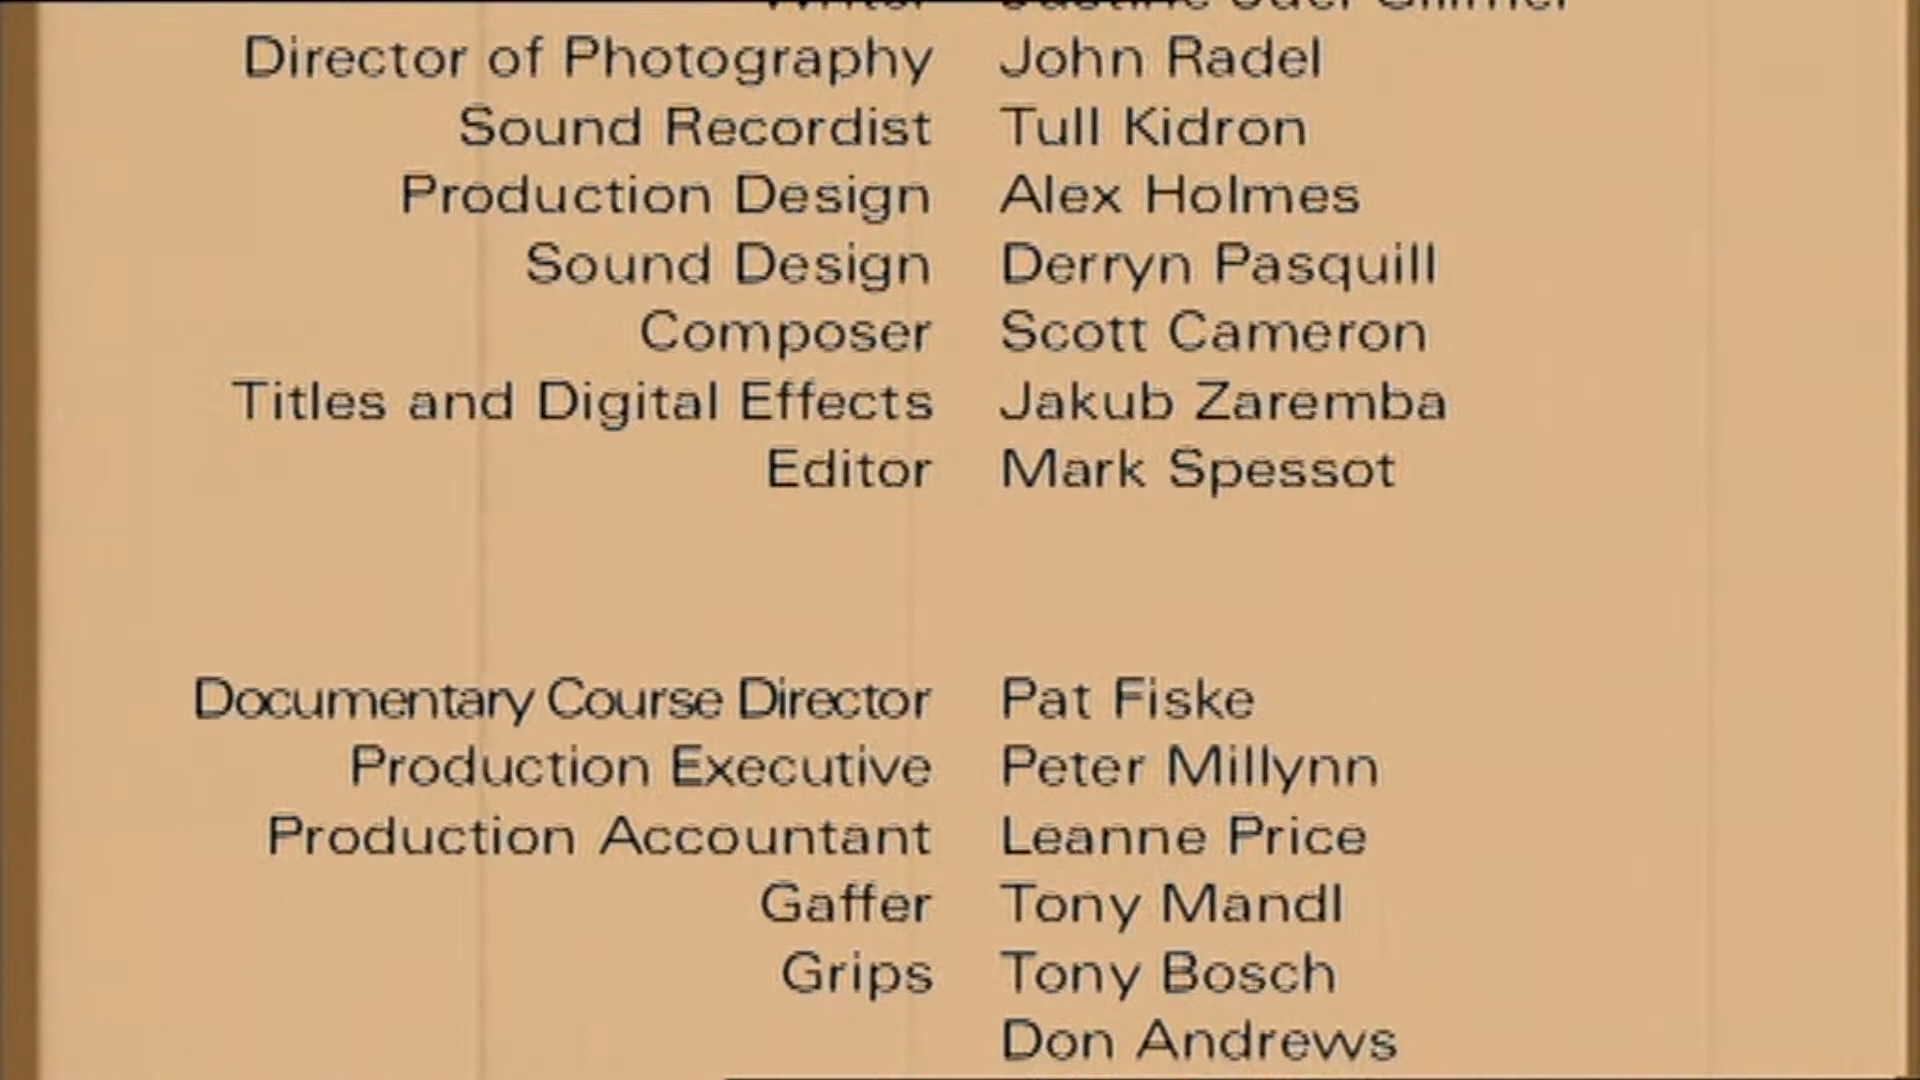 Director of Photography John Radel
Sound Recordist Tull Kidron
Production Design Alex Holmes
Sound Design Derryn Pasquill
Composer Scott Cameron
Titles and Digital Effects Jakub Zaremba
Editor Mark Spessot
Documentary Course Director Pat Fiske
Production Executive Peter Millynn
Production Accountant Leanne Price
Gaffer Tony Mandl
Grips Tony Bosch
Don Andrews